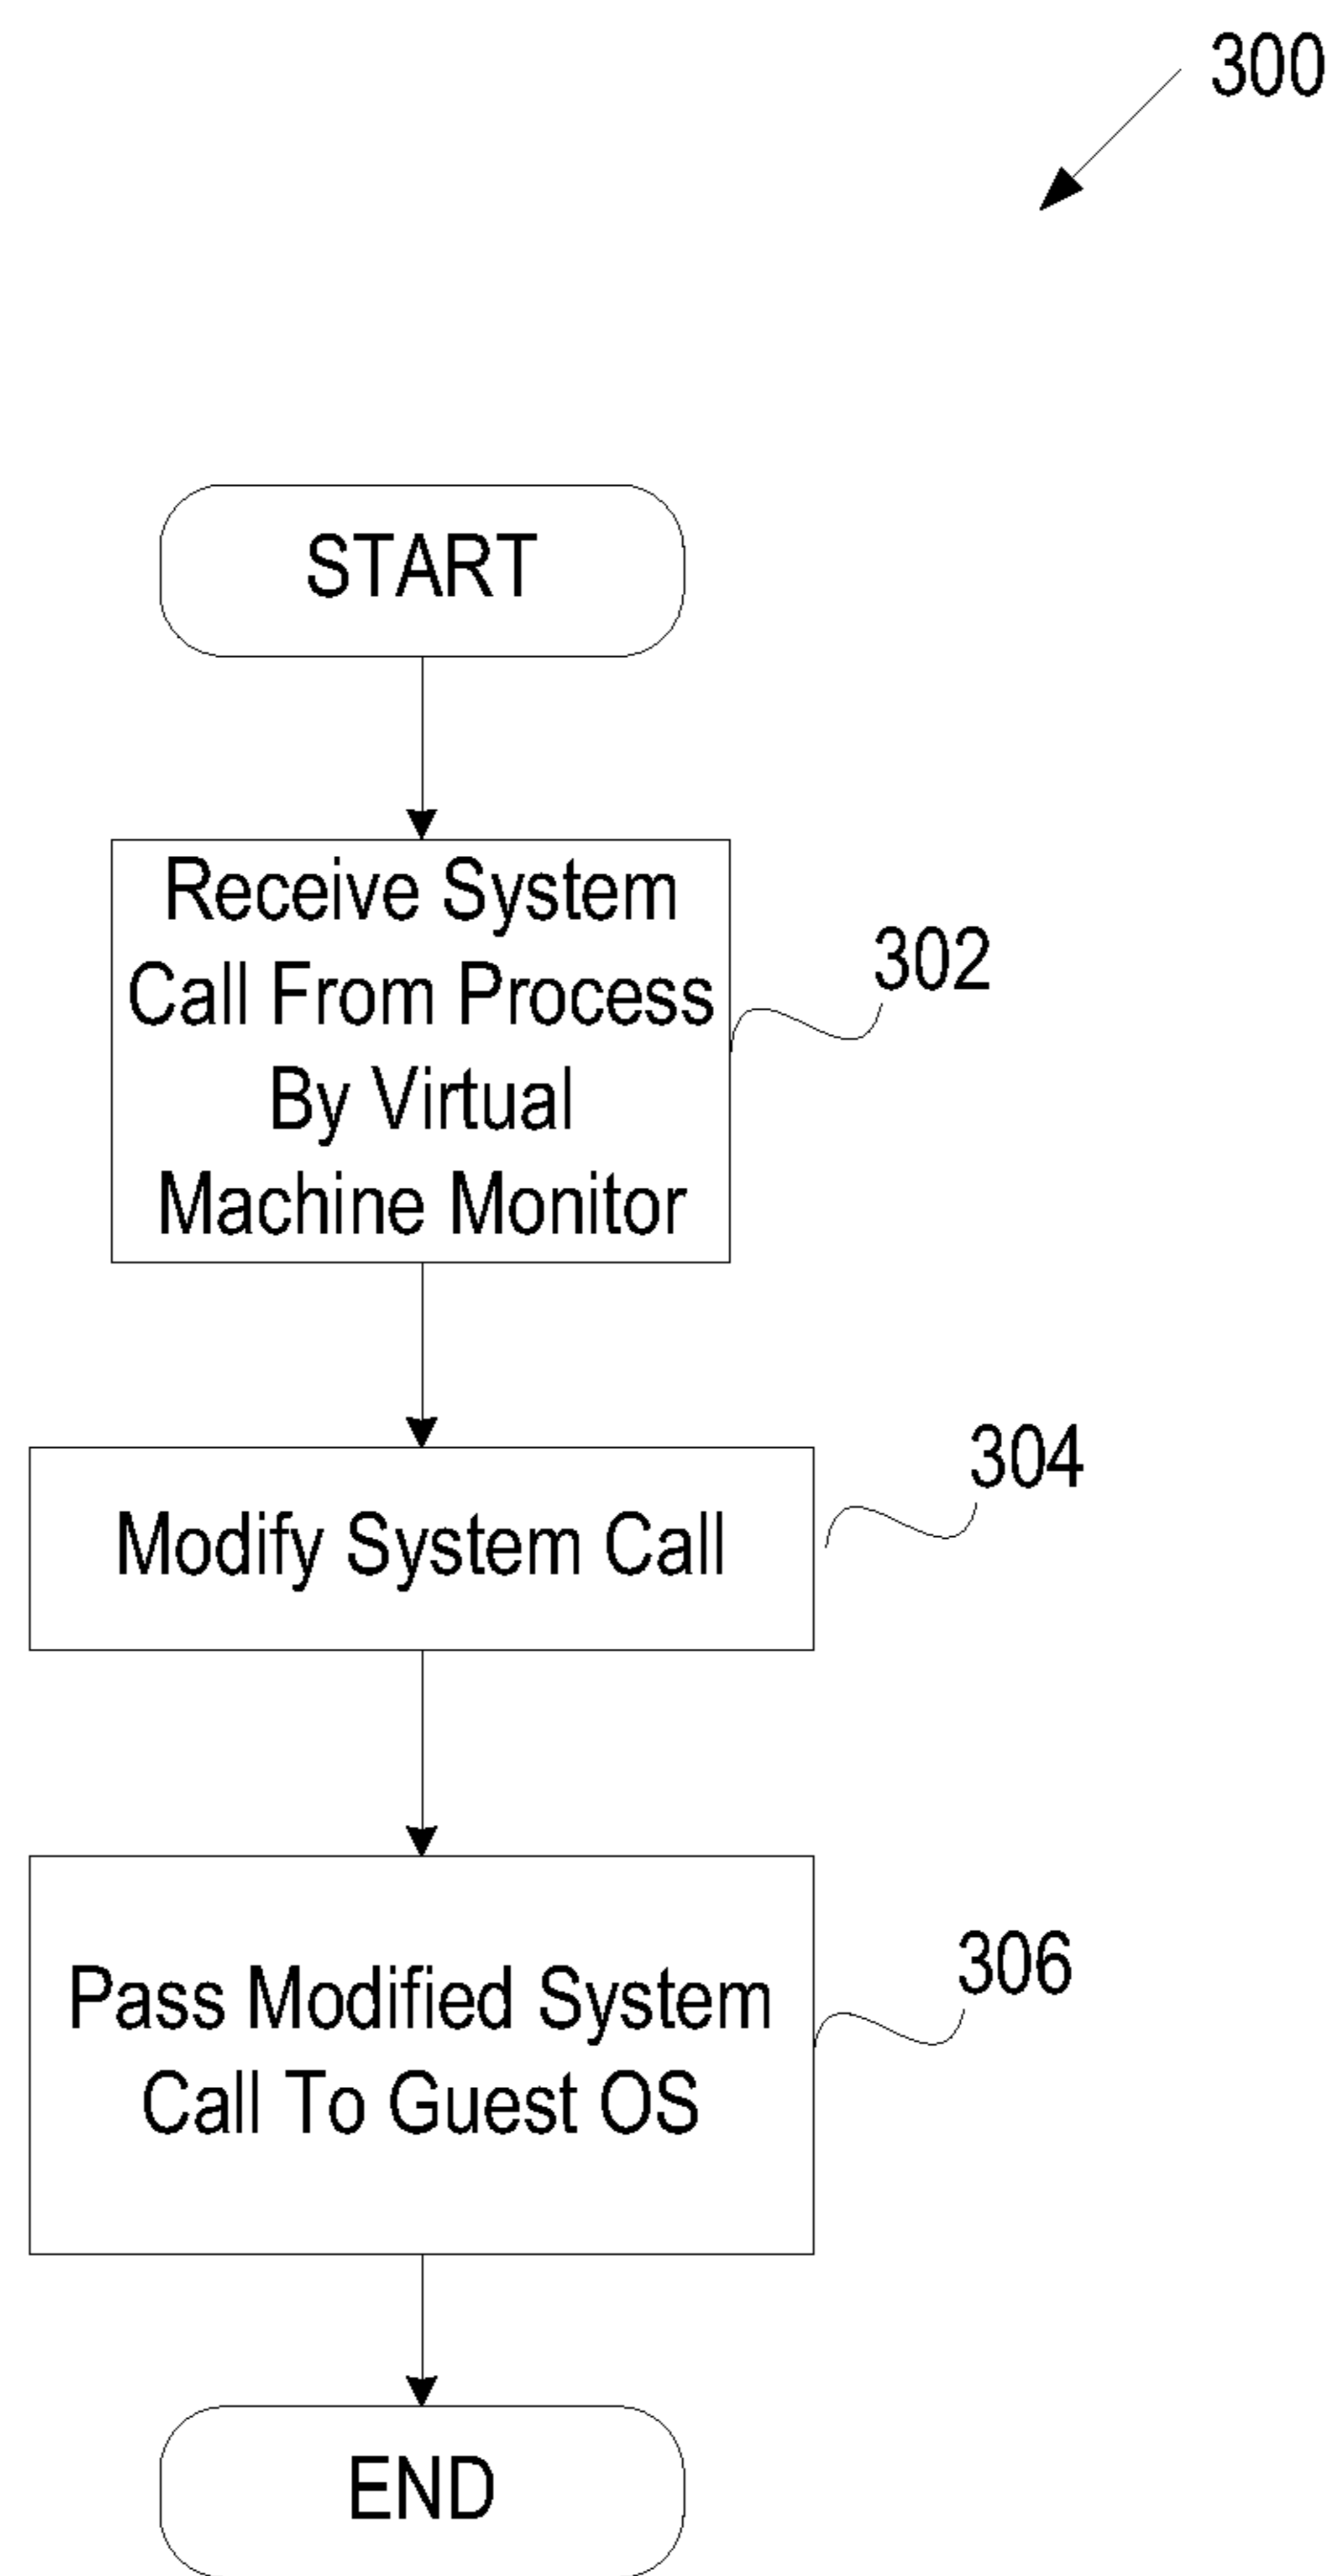 300
START
Receive System
Call From Process
By Virtual
Machine Monitor
302
Modify System Call
304
Pass Modified System
Call To Guest OS
306
END